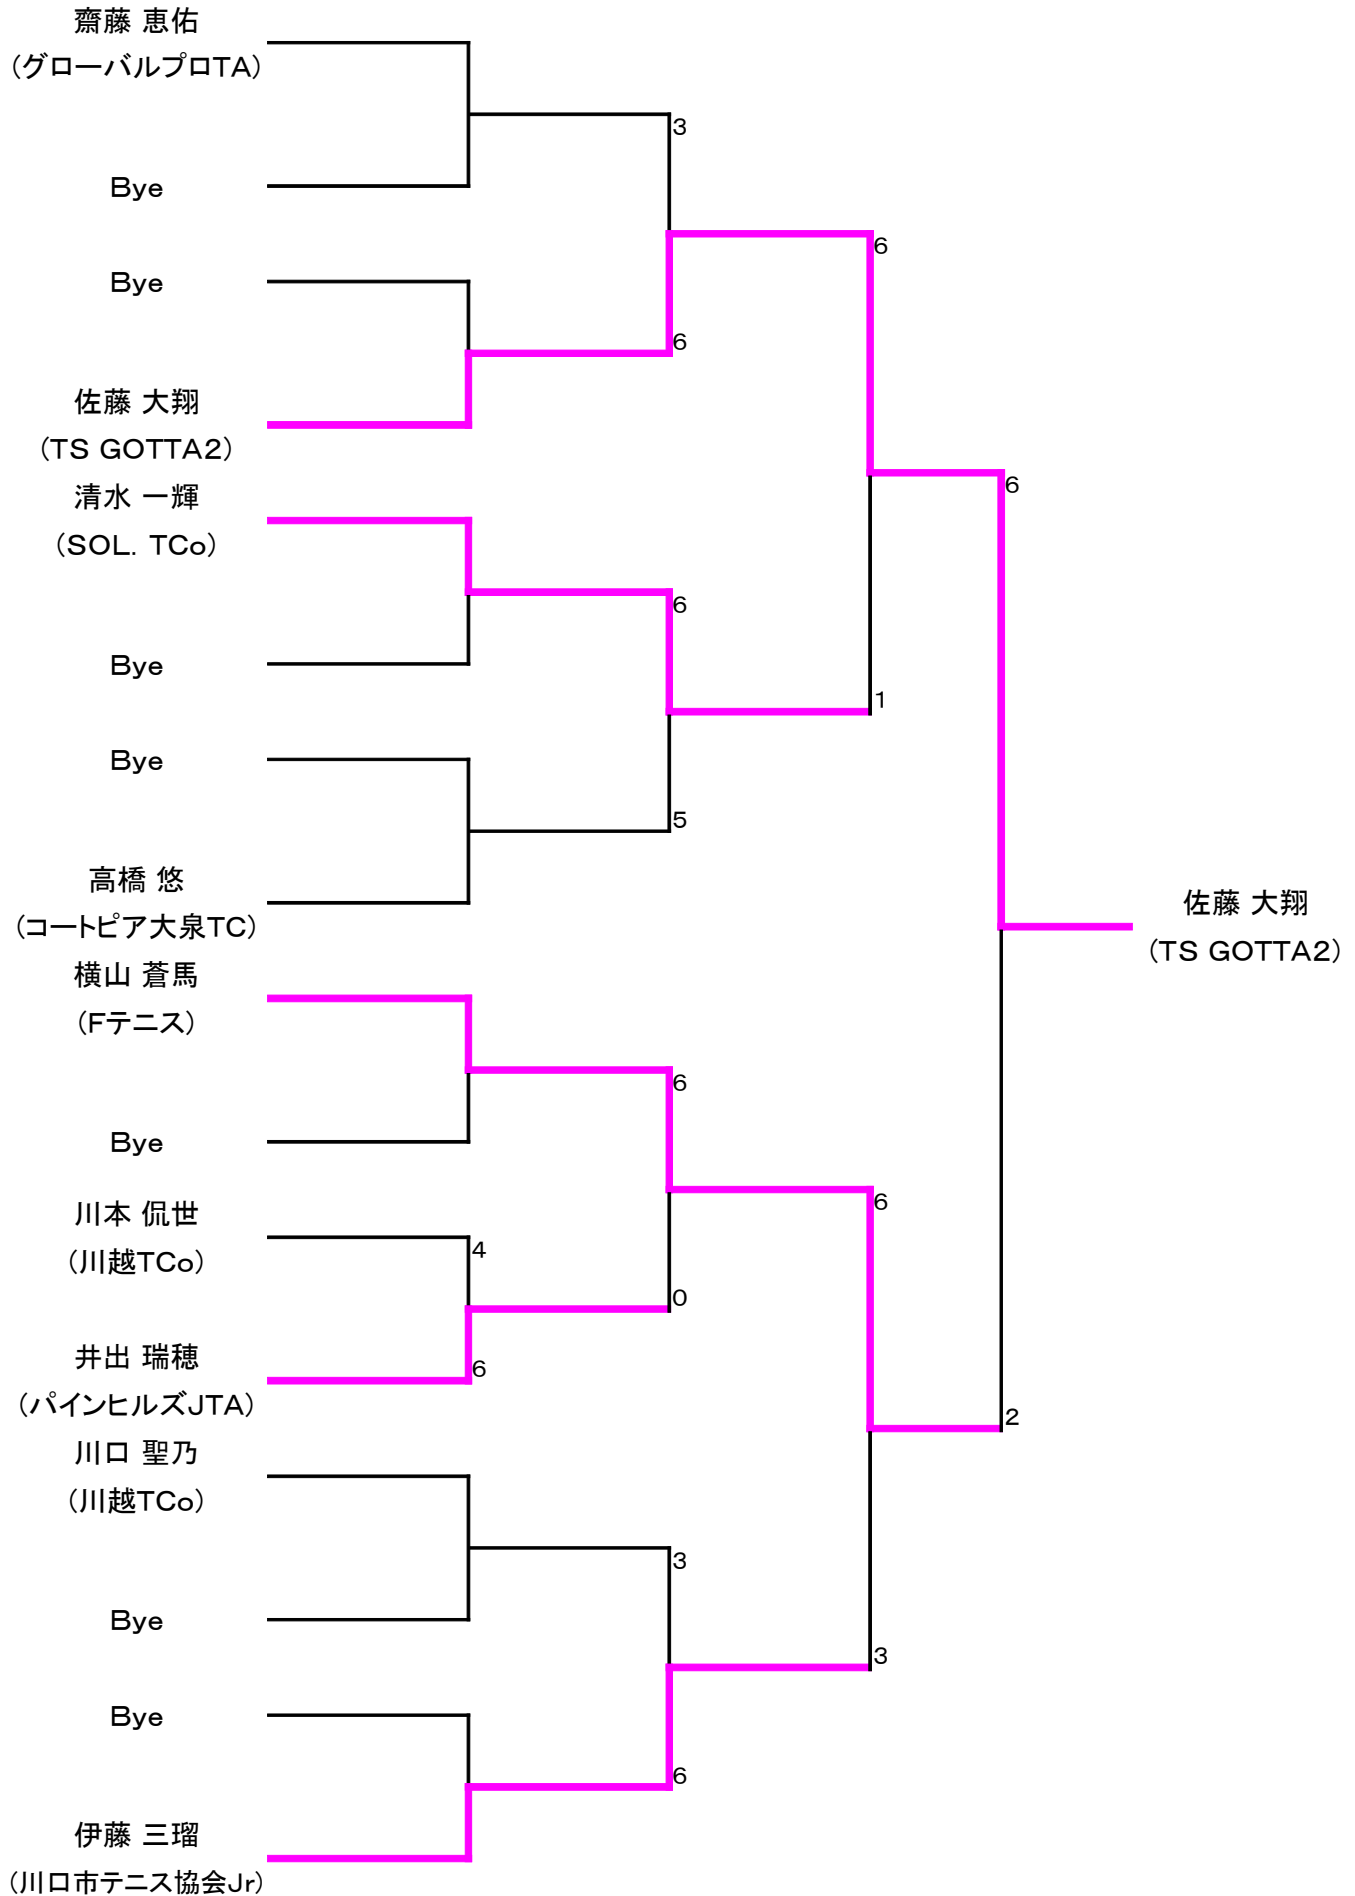 齋藤 恵佑
(グローバルプロTA)
3
Bye
6
Bye
6
佐藤 大翔
(TS GOTTA2)
6
清水 一輝
(SOL. TCo)
6
Bye
1
Bye
5
高橋 悠
(コートピア大泉TC)
佐藤 大翔
(TS GOTTA2)
横山 蒼馬
(Fテニス)
6
Bye
6
川本 侃世
(川越TCo)
4
0
井出 瑞穂
6
(パインヒルズJTA)
2
川口 聖乃
(川越TCo)
3
Bye
3
Bye
6
伊藤 三瑠
(川口市テニス協会Jr)